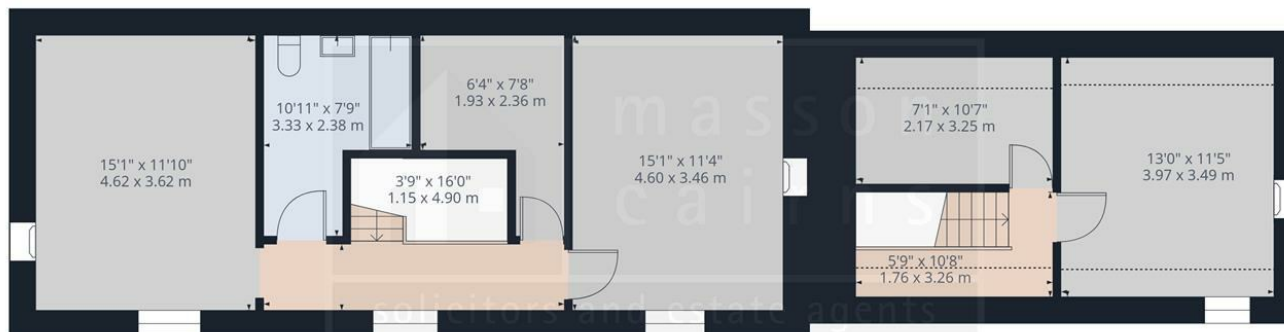 15'1" x 11'10"
4.62 x 3.62 m
10'11" x 7'9"
3.33 x 2.38 m
6'4" x 7'8"
1.93 x 2.36 m
3'9" x 16'0"
1.15 x 4.90 m
15'1" x 11'4"
4.60 x 3.46 m
7'1" x 10'7"
2.17 x 3.25 m
5'9" x 10'8"
1.76 x 3.26 m
13'0" x 11'5"
3.97 x 3.49 m
masson
cairns
solicitors and estate agents